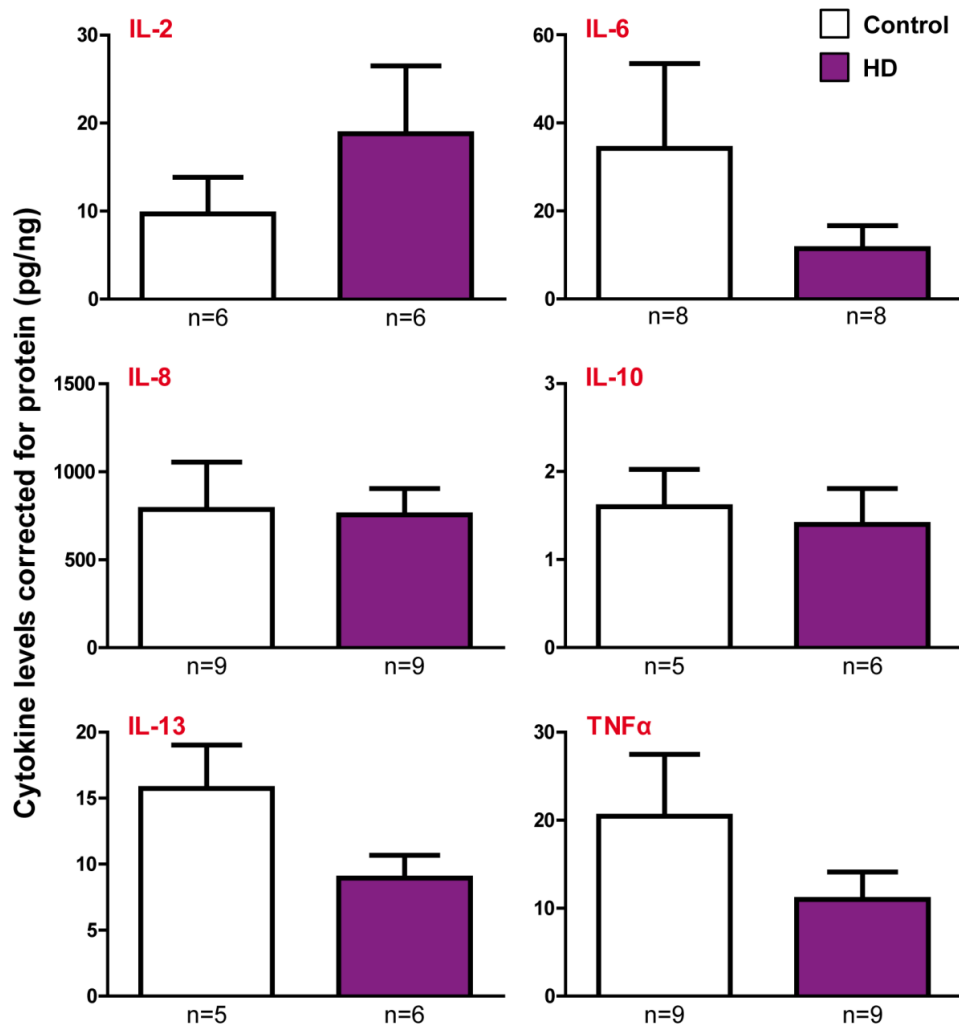 Cytokine levels corrected for protein (pg/ng)
Control
HD
IL-2
30
20
10
0
n=6
n=6
IL-6
60
40
20
0
n=8
n=8
IL-8
1500
1000
500
0
n=9
n=9
IL-10
3
2
1
0
n=5
n=6
IL-13
20
15
10
5
0
n=5
n=6
TNFα
30
20
10
0
n=9
n=9